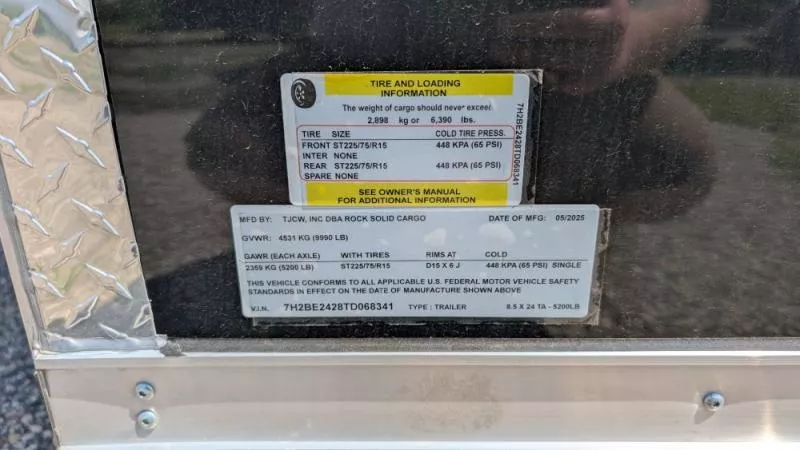 TIRE AND LOADING
INFORMATION
The weight of cargo should never exceed
2,898 kg or 6,390 lbs.
TIRE SIZE COLD TIRE PRESS.
FRONT ST225/75/R15 448 KPA (65 PSI)
INTER NONE
REAR ST225/75/R15 448 KPA (65 PSI)
SPARE NONE
SEE OWNER'S MANUAL
FOR ADDITIONAL INFORMATION
7H2BE2428TD068341
MFD BY: TJCW, INC DBA ROCK SOLID CARGO DATE OF MFG: 05/2025
GVWR: 4531 KG (9990 LB)
GAWR (EACH AXLE) WITH TIRES RIMS AT COLD
2359 KG (5200 LB) ST225/75/R15 D15 X 6 J 448 KPA (65 PSI) SINGLE
THIS VEHICLE CONFORMS TO ALL APPLICABLE U.S. FEDERAL MOTOR VEHICLE SAFETY
STANDARDS IN EFFECT ON THE DATE OF MANUFACTURE SHOWN ABOVE
V.I.N. 7H2BE2428TD068341 TYPE: TRAILER 8.5 X 24 TA - 5200LB